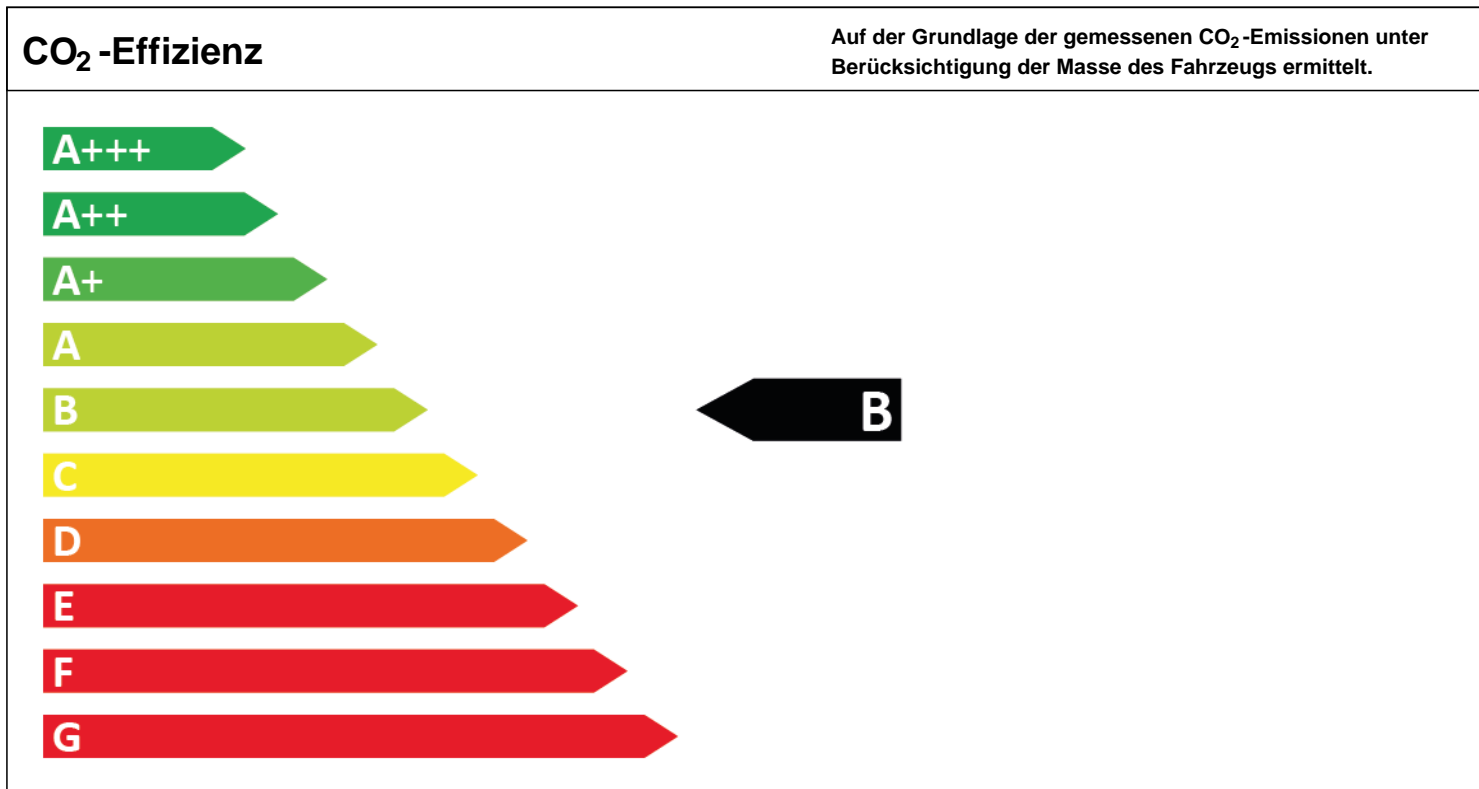 CO₂-Effizienz
Auf der Grundlage der gemessenen CO₂-Emissionen unter
Berücksichtigung der Masse des Fahrzeugs ermittelt.
A+++
A++
A+
A
B
B
C
D
E
F
G